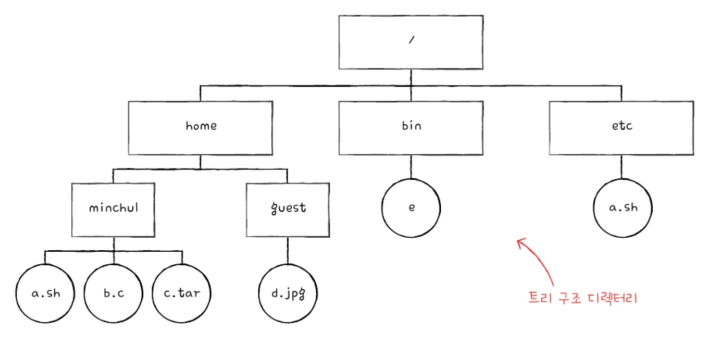 /
home
bin
etc
minchul
guest
e
a.sh
a.sh
b.c
c.tar
d.jpg
트리 구조 디렉터리